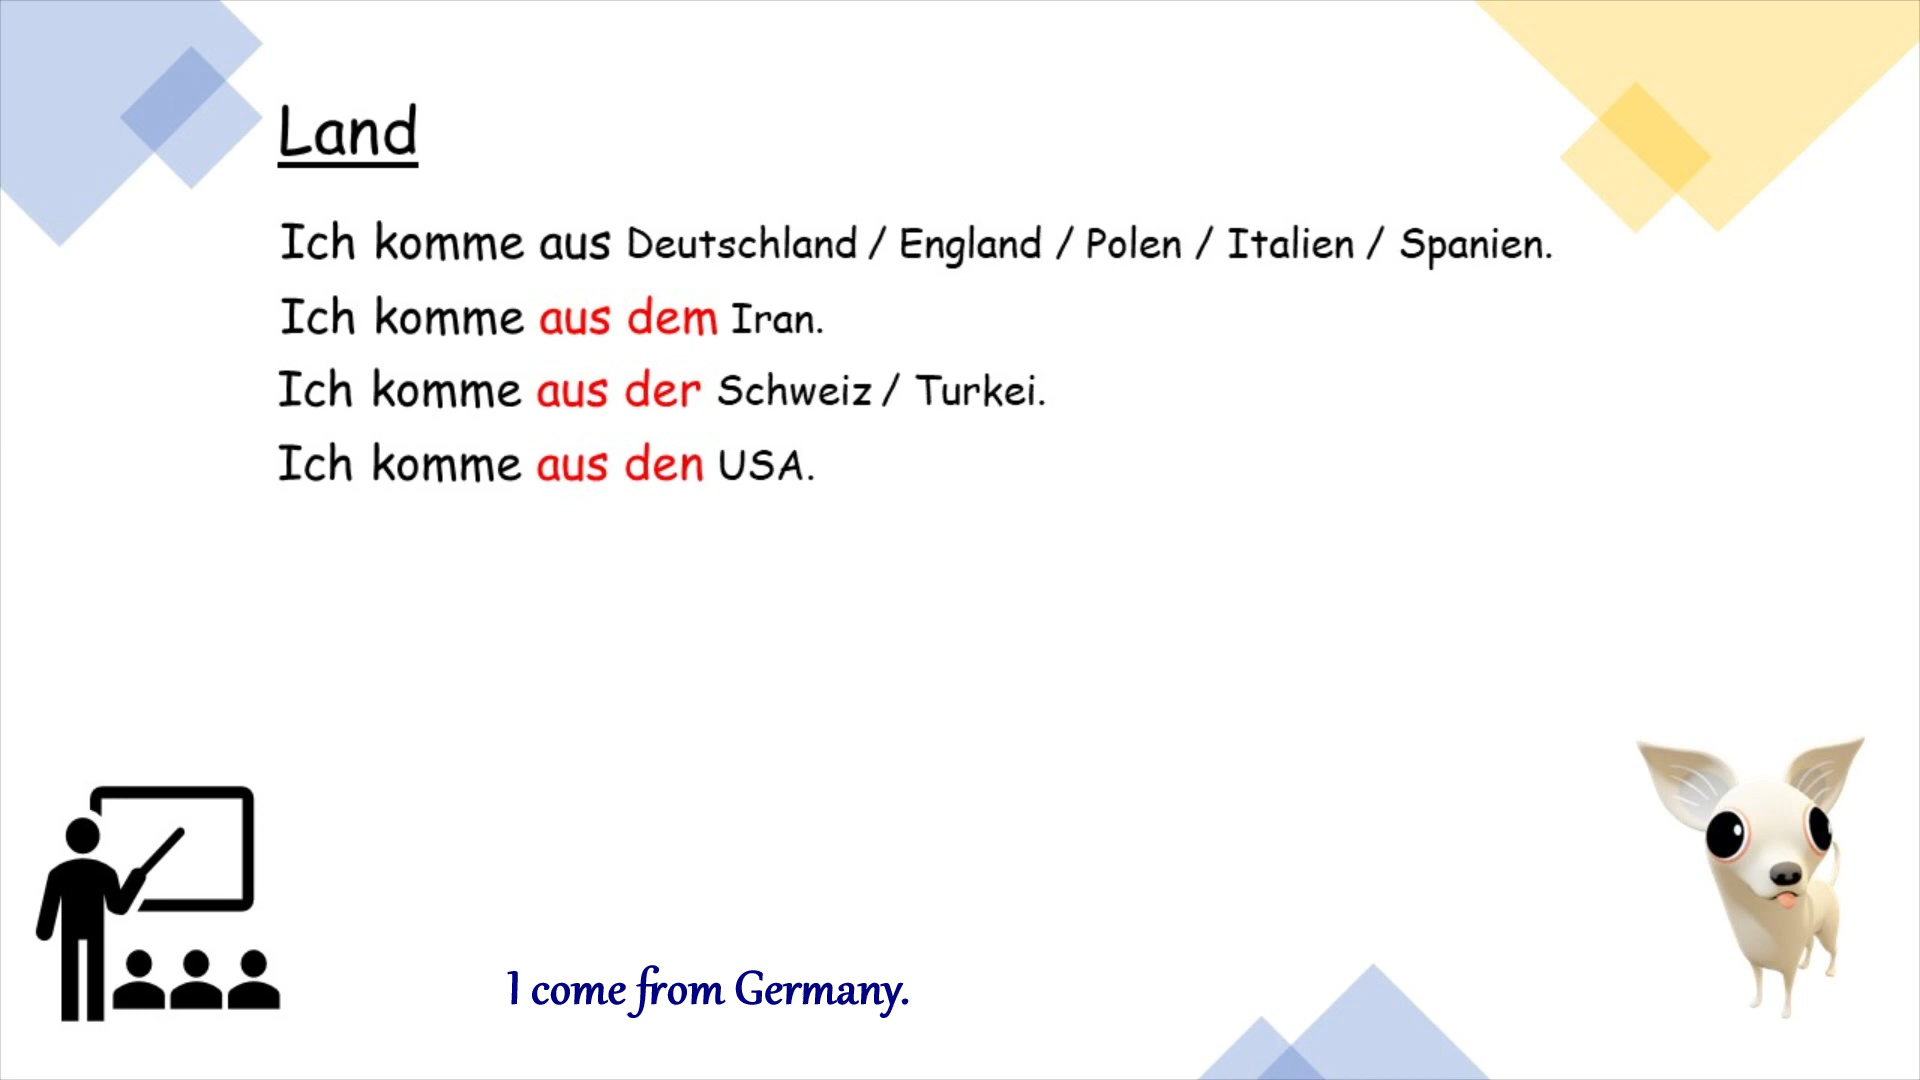 Land
Ich komme aus Deutschland / England / Polen / Italien / Spanien.
Ich komme aus dem Iran.
Ich komme aus der Schweiz / Turkei.
Ich komme aus den USA.
I come from Germany.